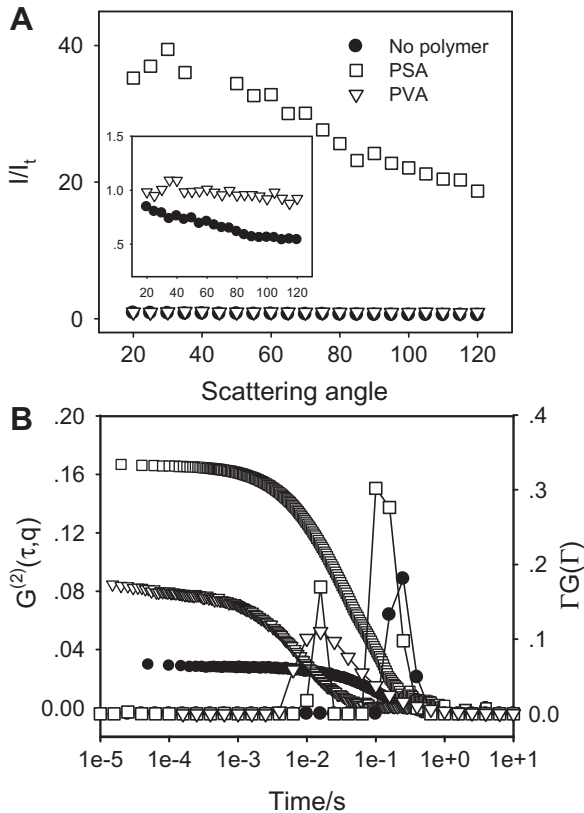 A
40
20
0
I/It
No polymer
PSA
PVA
1.5
1.0
.5
20 40 60 80 100 120
20 40 60 80 100 120
Scattering angle
B
.20
.16
.12
.08
.04
0.00
G(2)(τ,q)
.4
.3
.2
.1
0.0
ΓG(Γ)
1e-5 1e-4 1e-3 1e-2 1e-1 1e+0 1e+1
Time/s